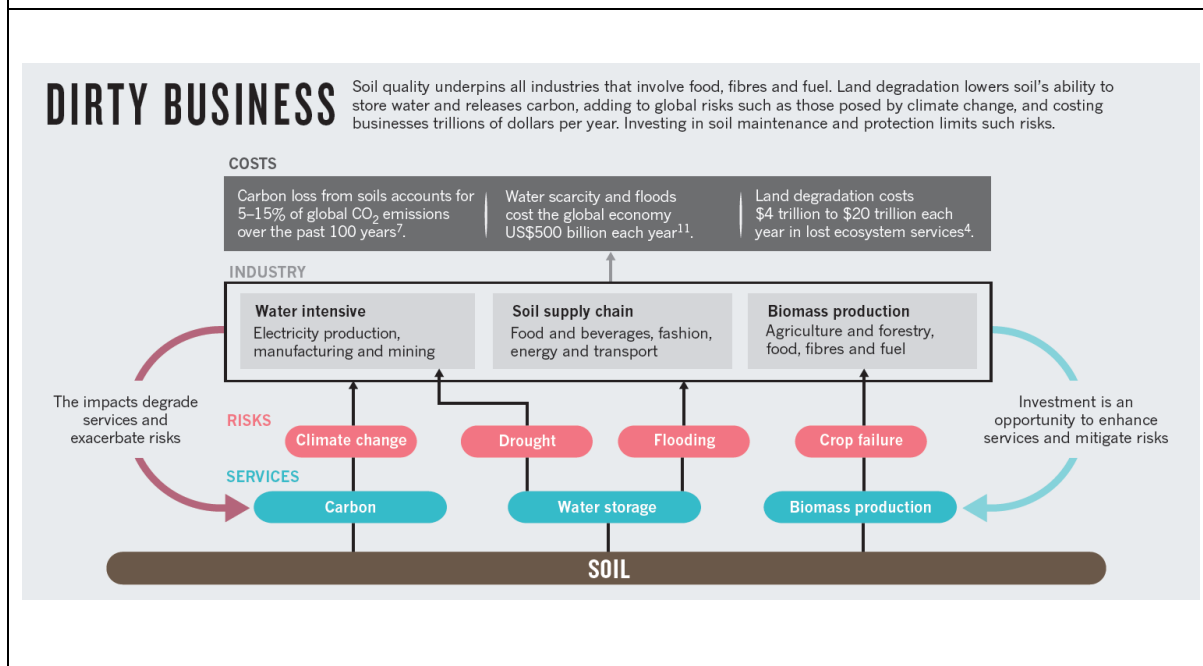 DIRTY BUSINESS
Soil quality underpins all industries that involve food, fibres and fuel. Land degradation lowers soil's ability to
store water and releases carbon, adding to global risks such as those posed by climate change, and costing
businesses trillions of dollars per year. Investing in soil maintenance and protection limits such risks.
COSTS
Carbon loss from soils accounts for
5–15% of global CO₂ emissions
over the past 100 years⁷.
Water scarcity and floods
cost the global economy
US$500 billion each year¹¹.
Land degradation costs
$4 trillion to $20 trillion each
year in lost ecosystem services⁴.
INDUSTRY
Water intensive
Electricity production,
manufacturing and mining
Soil supply chain
Food and beverages, fashion,
energy and transport
Biomass production
Agriculture and forestry,
food, fibres and fuel
The impacts degrade
services and
exacerbate risks
Investment is an
opportunity to enhance
services and mitigate risks
RISKS
Climate change
Drought
Flooding
Crop failure
SERVICES
Carbon
Water storage
Biomass production
SOIL